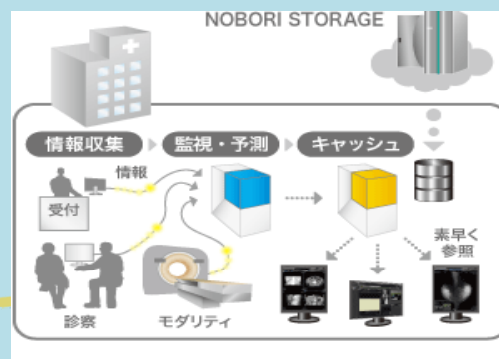 NOBORI STORAGE
情報収集
監視・予測
キャッシュ
情報
受付
素早く
参照
診察
モダリティ